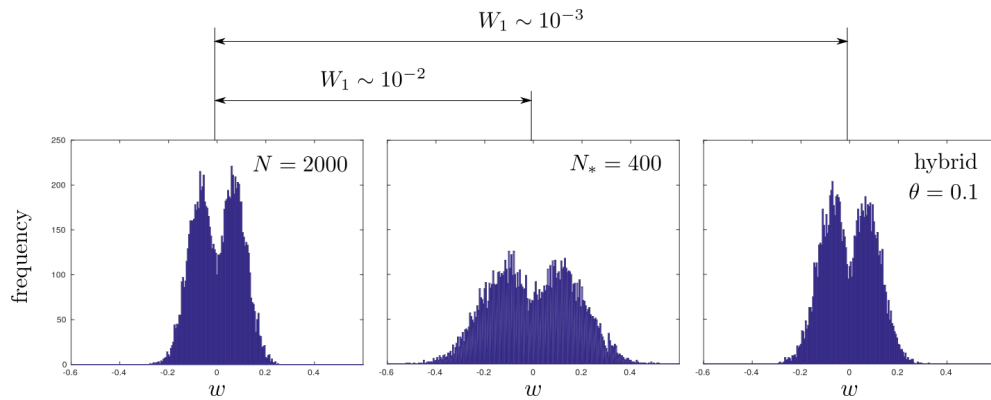 W₁ ∼ 10⁻³
W₁ ∼ 10⁻²
frequency
250
200
150
100
50
0
N = 2000
-0.6 -0.4 -0.2 0 0.2 0.4
w
N∗ = 400
-0.6 -0.4 -0.2 0 0.2 0.4
w
hybrid
θ = 0.1
-0.6 -0.4 -0.2 0 0.2 0.4
w